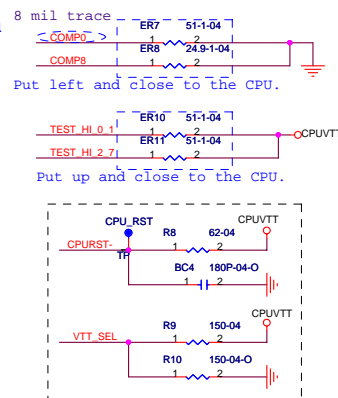 8 mil trace
ER7 51-1-04
COMP0 1 2
ER8 24.9-1-04
COMP8 1 2
Put left and close to the CPU.
ER10 51-1-04
TEST_HI_0_1 1 2
ER11 51-1-04 CPUVTT
TEST_HI_2_7 1 2
Put up and close to the CPU.
CPU_RST CPUVTT
R8 62-04
CPURST- 1 2
TP
BC4 180P-04-O
1 2
CPUVTT
R9 150-04
VTT_SEL 1 2
R10 150-04-O
1 2